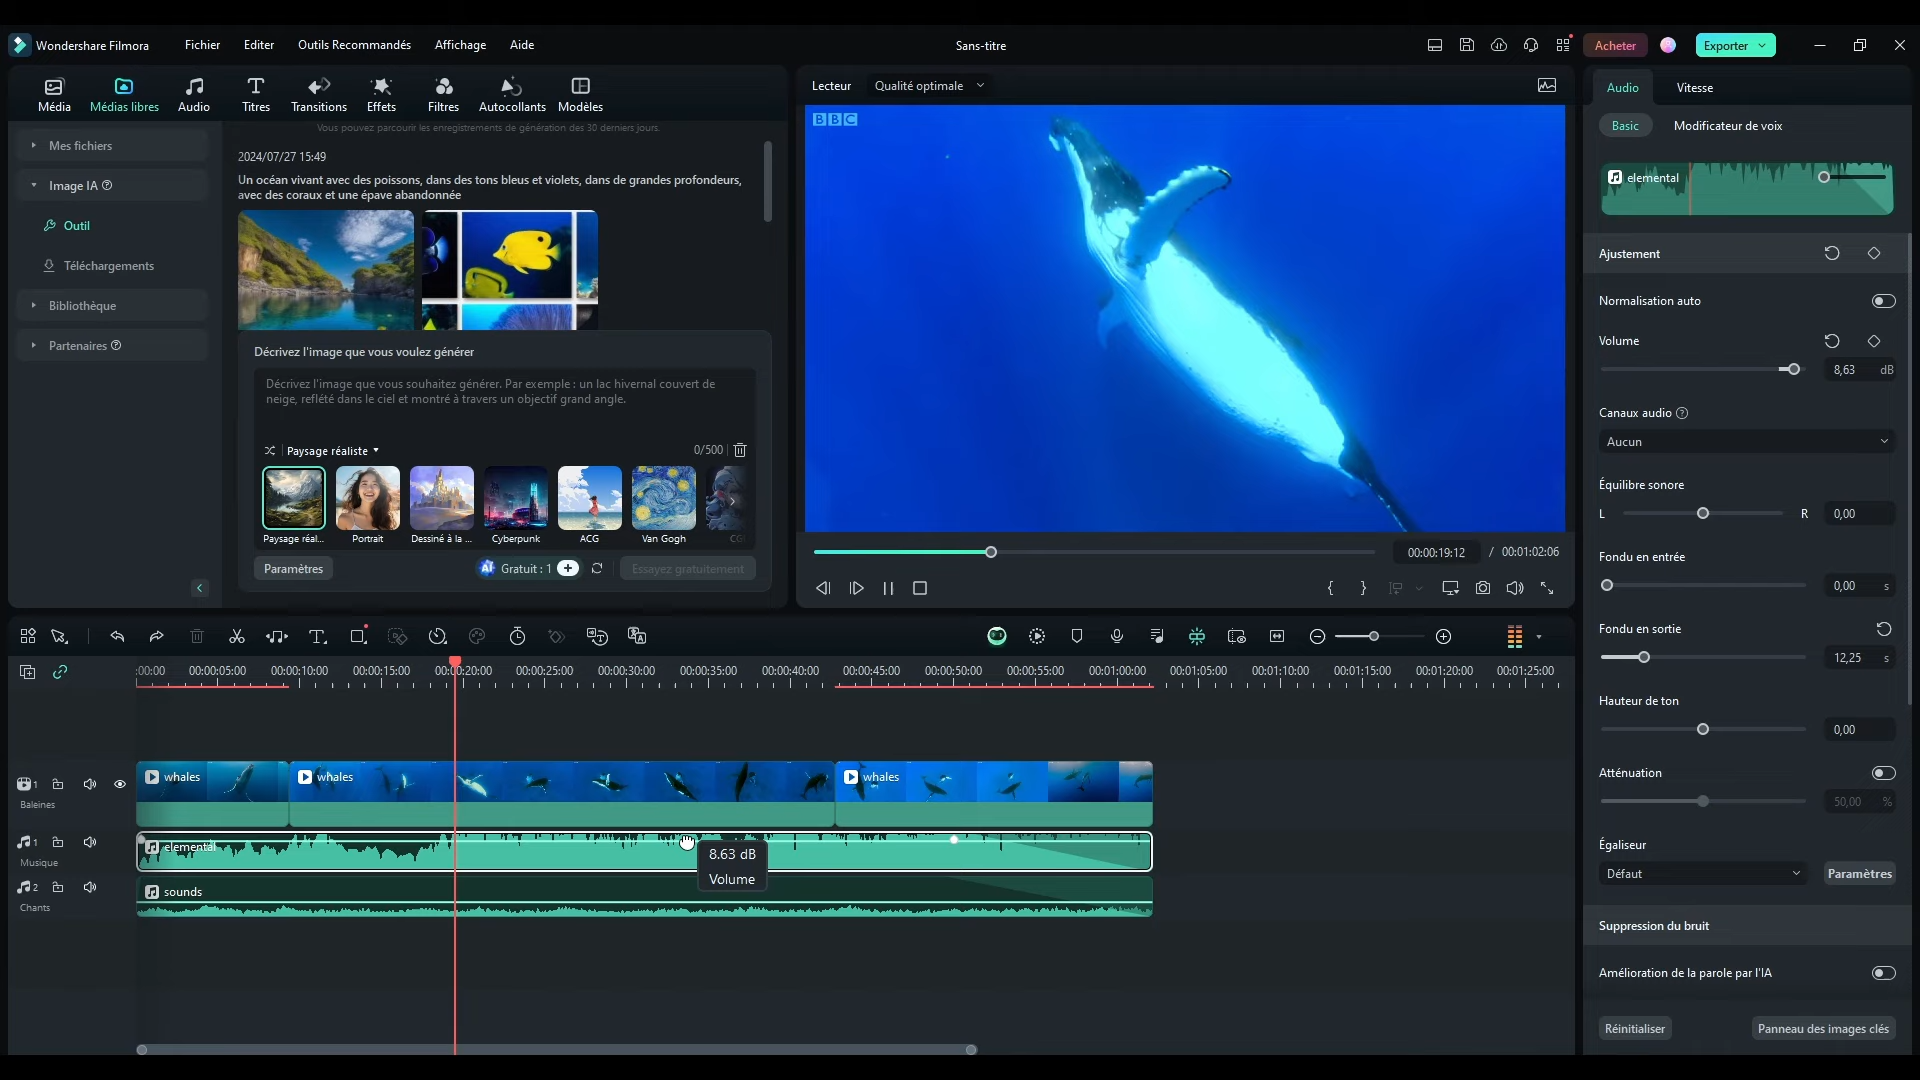 Wondershare Filmora
Fichier
Editer
Outils Recommandés
Affichage
Aide
Sans-titre
Acheter
Exporter
Média
Médias libres
Audio
Titres
Transitions
Effets
Filtres
Autocollants
Modèles
Lecteur
Qualité optimale
Audio
Vitesse
Basic
Modificateur de voix
Mes fichiers
Image IA
Outil
Téléchargements
Bibliothèque
Partenaires
Vous pouvez parcourir les enregistrements de génération des 30 derniers jours.
2024/07/27 15:49
Un océan vivant avec des poissons, dans des tons bleus et violets, dans de grandes profondeurs,
avec des coraux et une épave abandonnée
Décrivez l'image que vous voulez générer
Décrivez l'image que vous souhaitez générer. Par exemple : un lac hivernal couvert de
neige, reflété dans le ciel et montré à travers un objectif grand angle.
Paysage réaliste
0/500
Paysage réal...
Portrait
Dessiné à la ...
Cyberpunk
ACG
Van Gogh
Paramètres
AI
Gratuit : 1
Essayez gratuitement
BBC
00:00:19:12
/ 00:01:02:06
elemental
Ajustement
Normalisation auto
Volume
8,63 dB
Canaux audio
Aucun
Équilibre sonore
L
R
0,00
Fondu en entrée
0,00 s
Fondu en sortie
12,25 s
Hauteur de ton
0,00
Atténuation
50,00 %
Égaliseur
Défaut
Paramètres
Suppression du bruit
Amélioration de la parole par l'IA
Réinitialiser
Panneau des images clés
:00:00
00:00:05:00
00:00:10:00
00:00:15:00
00:00:20:00
00:00:25:00
00:00:30:00
00:00:35:00
00:00:40:00
00:00:45:00
00:00:50:00
00:00:55:00
00:01:00:00
00:01:05:00
00:01:10:00
00:01:15:00
00:01:20:00
00:01:25:00
1
Baleines
whales
whales
whales
1
Musique
elemental
8.63 dB
Volume
2
Chants
sounds